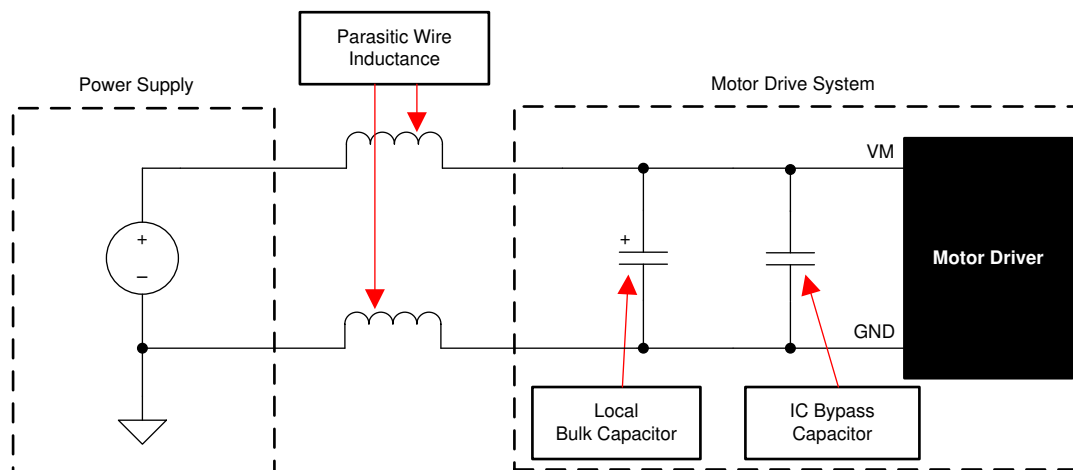 Parasitic Wire
Inductance
Power Supply
Motor Drive System
VM
+
–
+
Motor Driver
GND
Local
Bulk Capacitor
IC Bypass
Capacitor